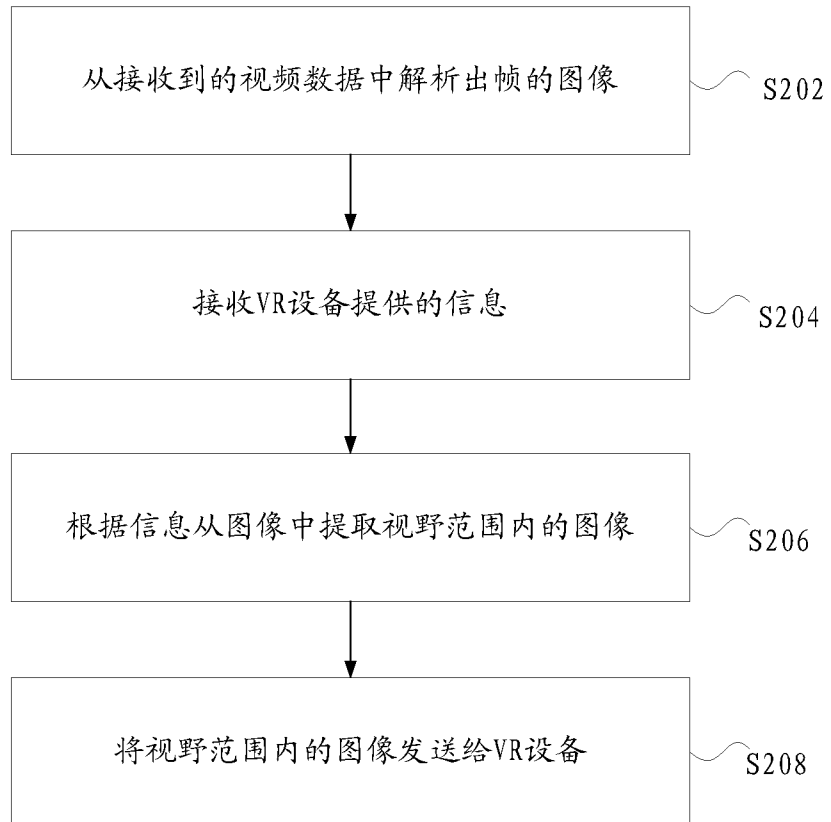 从接收到的视频数据中解析出帧的图像
S202
接收VR设备提供的信息
S204
根据信息从图像中提取视野范围内的图像
S206
将视野范围内的图像发送给VR设备
S208